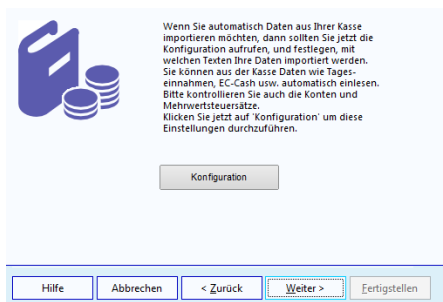 Wenn Sie automatisch Daten aus Ihrer Kasse
importieren möchten, dann sollten Sie jetzt die
Konfiguration aufrufen, und festlegen, mit
welchen Texten Ihre Daten importiert werden.
Sie können aus der Kasse Daten wie Tages-
einnahmen, EC-Cash usw. automatisch einlesen.
Bitte kontrollieren Sie auch die Konten und
Mehrwertsteuersätze.
Klicken Sie jetzt auf 'Konfiguration' um diese
Einstellungen durchzuführen.
Konfiguration
Hilfe Abbrechen < Zurück Weiter > Fertigstellen